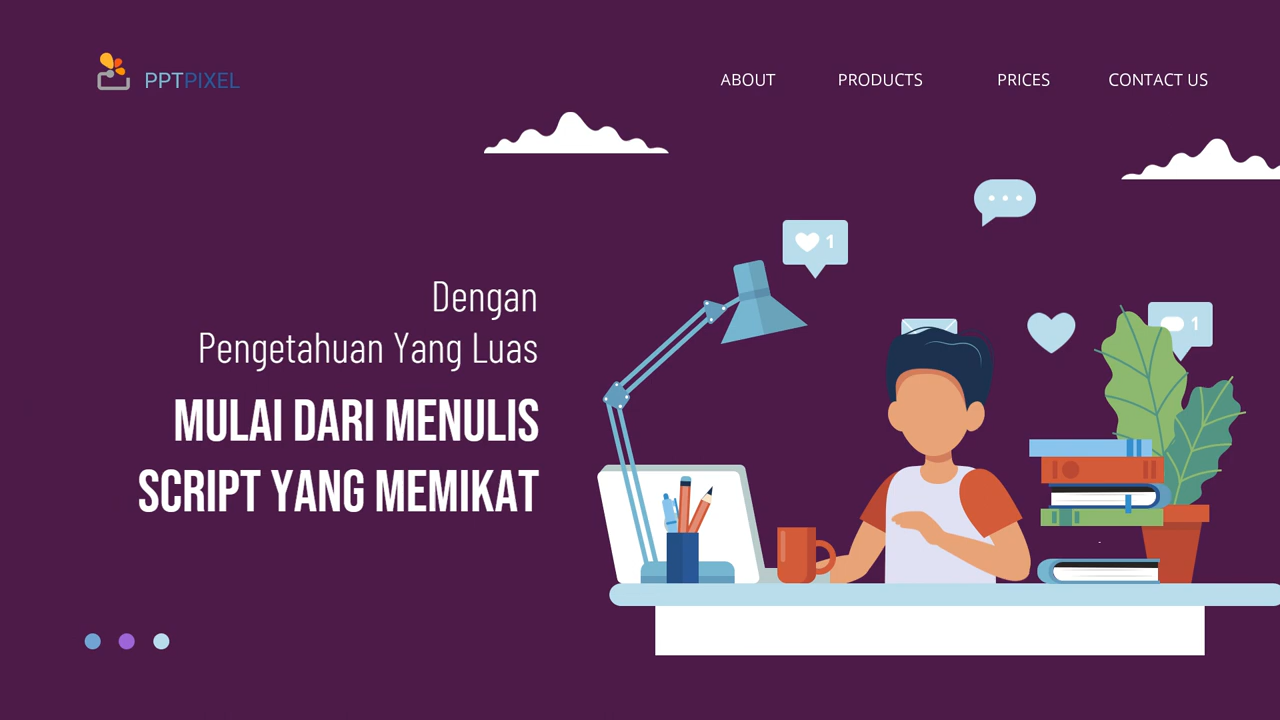 PPTPIXEL
ABOUT PRODUCTS PRICES CONTACT US
1
1
Dengan
Pengetahuan Yang Luas
MULAI DARI MENULIS
SCRIPT YANG MEMIKAT